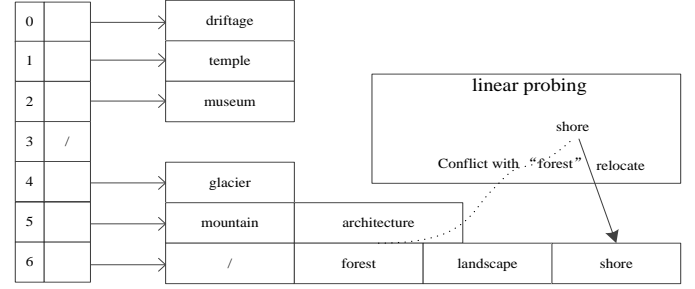 0 driftage
1 temple
2 museum
linear probing
shore
3 /
Conflict with “forest” relocate
4 glacier
5 mountain architecture
6 / forest landscape shore